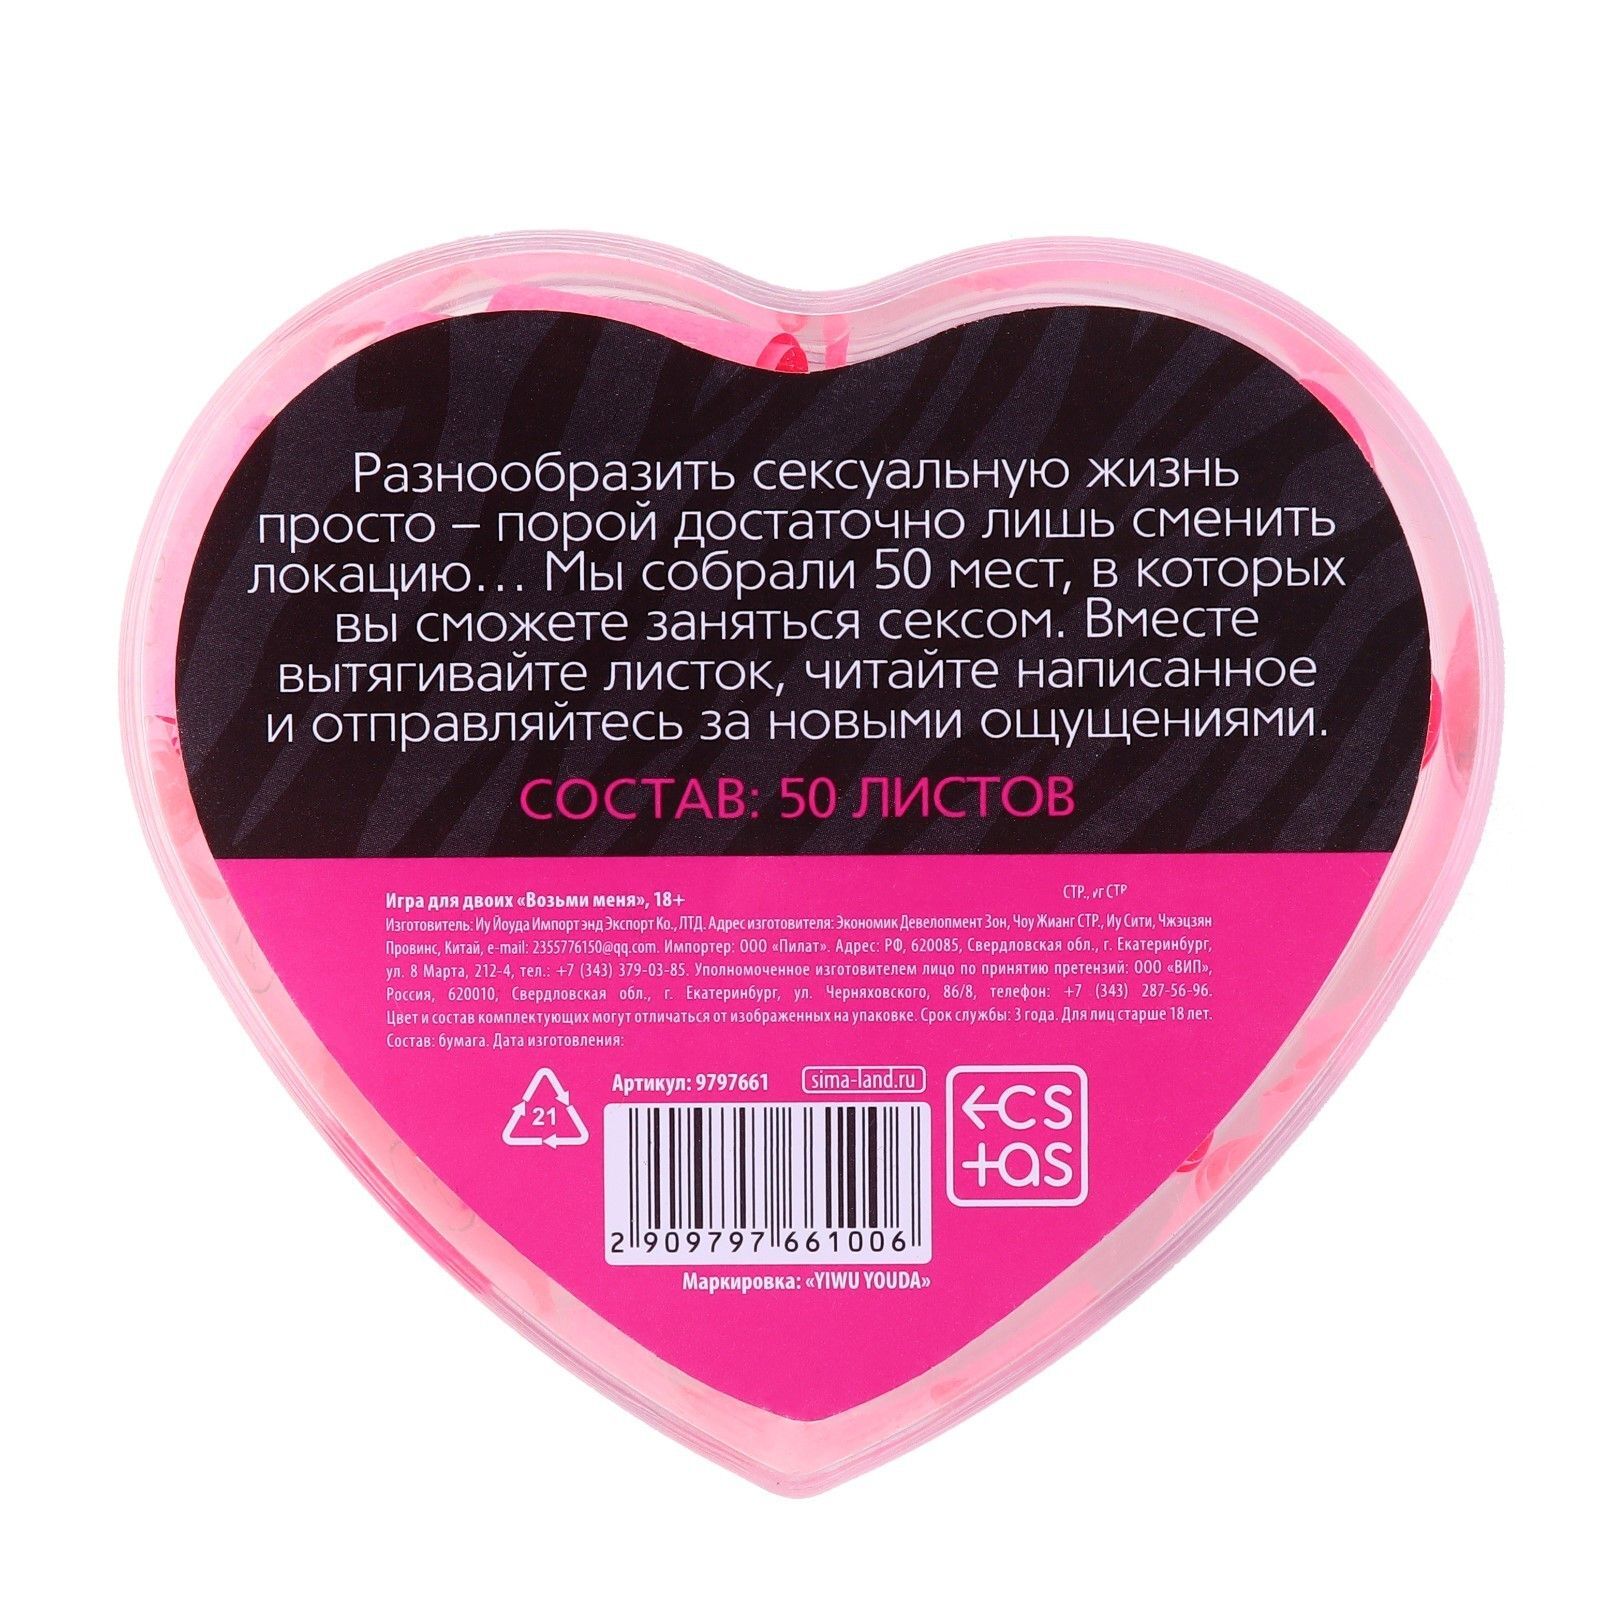 Разнообразить сексуальную жизнь
просто – порой достаточно лишь сменить
локацию... Мы собрали 50 мест, в которых
вы сможете заняться сексом. Вместе
вытягивайте листок, читайте написанное
и отправляйтесь за новыми ощущениями.
СОСТАВ: 50 ЛИСТОВ
Игра для двоих «Возьми меня», 18+
СТР., иг СТР
Изготовитель: Иу Йоуда Импорт энд Экспорт Ко., ЛТД. Адрес изготовителя: Экономик Девелопмент Зон, Чоу Жианг СТР., Иу Сити, Чжэцзян
Провинс, Китай, e-mail: 2355776150@qq.com. Импортер: ООО «Пилат». Адрес: РФ, 620085, Свердловская обл., г. Екатеринбург,
ул. 8 Марта, 212-4, тел.: +7 (343) 379-03-85. Уполномоченное изготовителем лицо по принятию претензий: ООО «ВИП»,
Россия, 620010, Свердловская обл., г. Екатеринбург, ул. Черняховского, 86/8, телефон: +7 (343) 287-56-96.
Цвет и состав комплектующих могут отличаться от изображенных на упаковке. Срок службы: 3 года. Для лиц старше 18 лет.
Состав: бумага. Дата изготовления:
21
Артикул: 9797661
sima-land.ru
ecs
tas
2 909797 661006
Маркировка: «YIWU YOUDA»